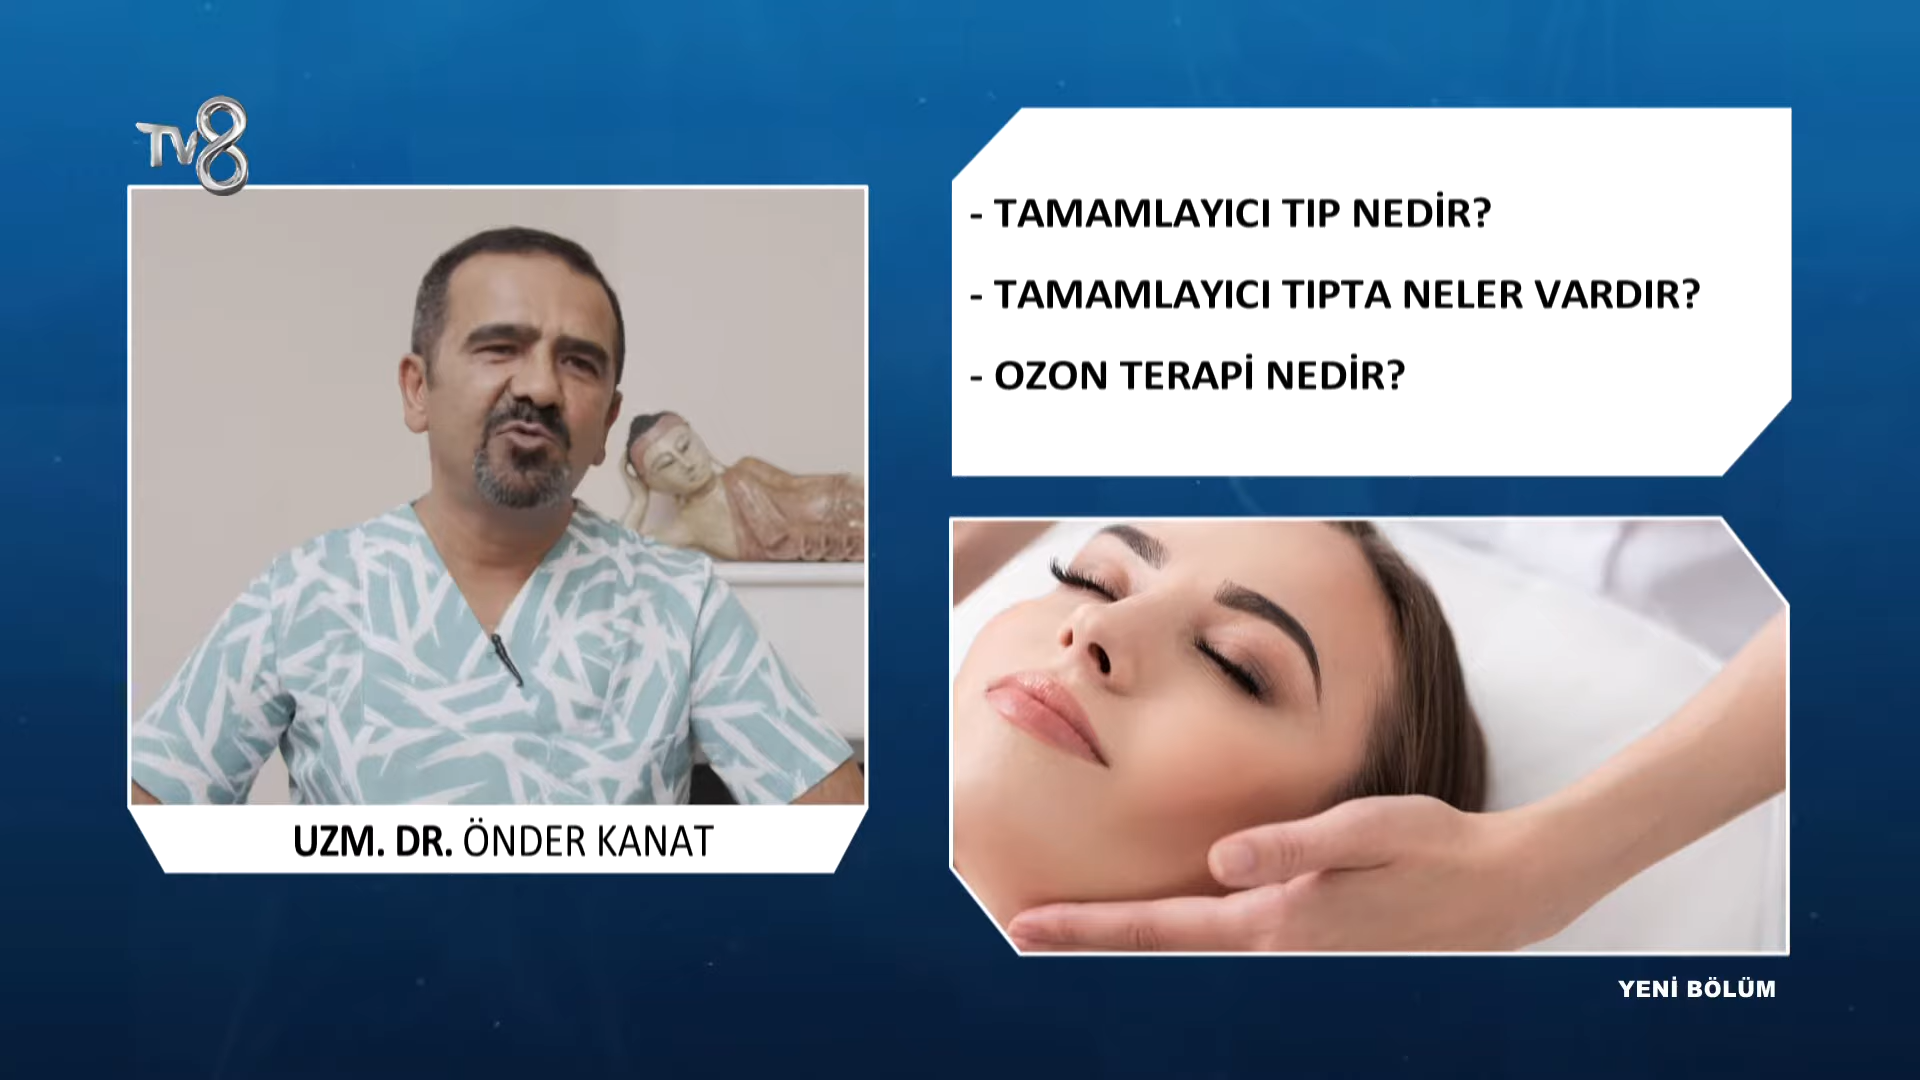 TV8
- TAMAMLAYICI TIP NEDİR?
- TAMAMLAYICI TIPTA NELER VARDIR?
- OZON TERAPİ NEDİR?
UZM. DR. ÖNDER KANAT
YENİ BÖLÜM